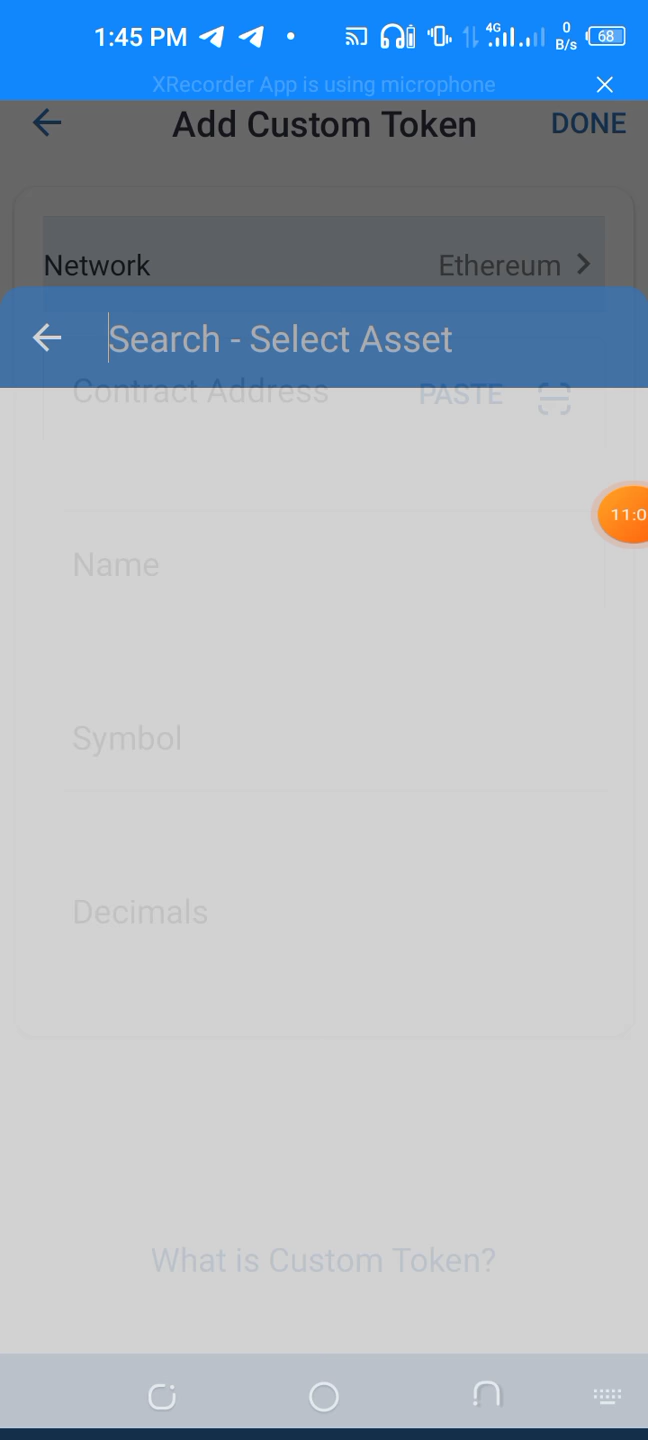 1:45 PM
4G
0
B/s
68
XRecorder App is using microphone
Add Custom Token
DONE
Network
Ethereum
Search - Select Asset
Contract Address
PASTE
11:0
Name
Symbol
Decimals
What is Custom Token?